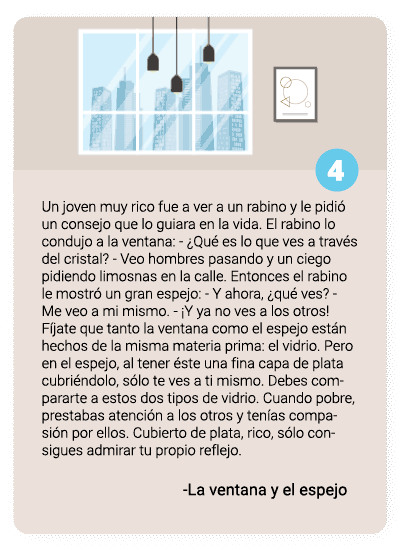 4
Un joven muy rico fue a ver a un rabino y le pidió
un consejo que lo guiara en la vida. El rabino lo
condujo a la ventana: - ¿Qué es lo que ves a través
del cristal? - Veo hombres pasando y un ciego
pidiendo limosnas en la calle. Entonces el rabino
le mostró un gran espejo: - Y ahora, ¿qué ves? -
Me veo a mi mismo. - ¡Y ya no ves a los otros!
Fíjate que tanto la ventana como el espejo están
hechos de la misma materia prima: el vidrio. Pero
en el espejo, al tener éste una fina capa de plata
cubriéndolo, sólo te ves a ti mismo. Debes com-
pararte a estos dos tipos de vidrio. Cuando pobre,
prestabas atención a los otros y tenías compa-
sión por ellos. Cubierto de plata, rico, sólo con-
sigues admirar tu propio reflejo.
-La ventana y el espejo